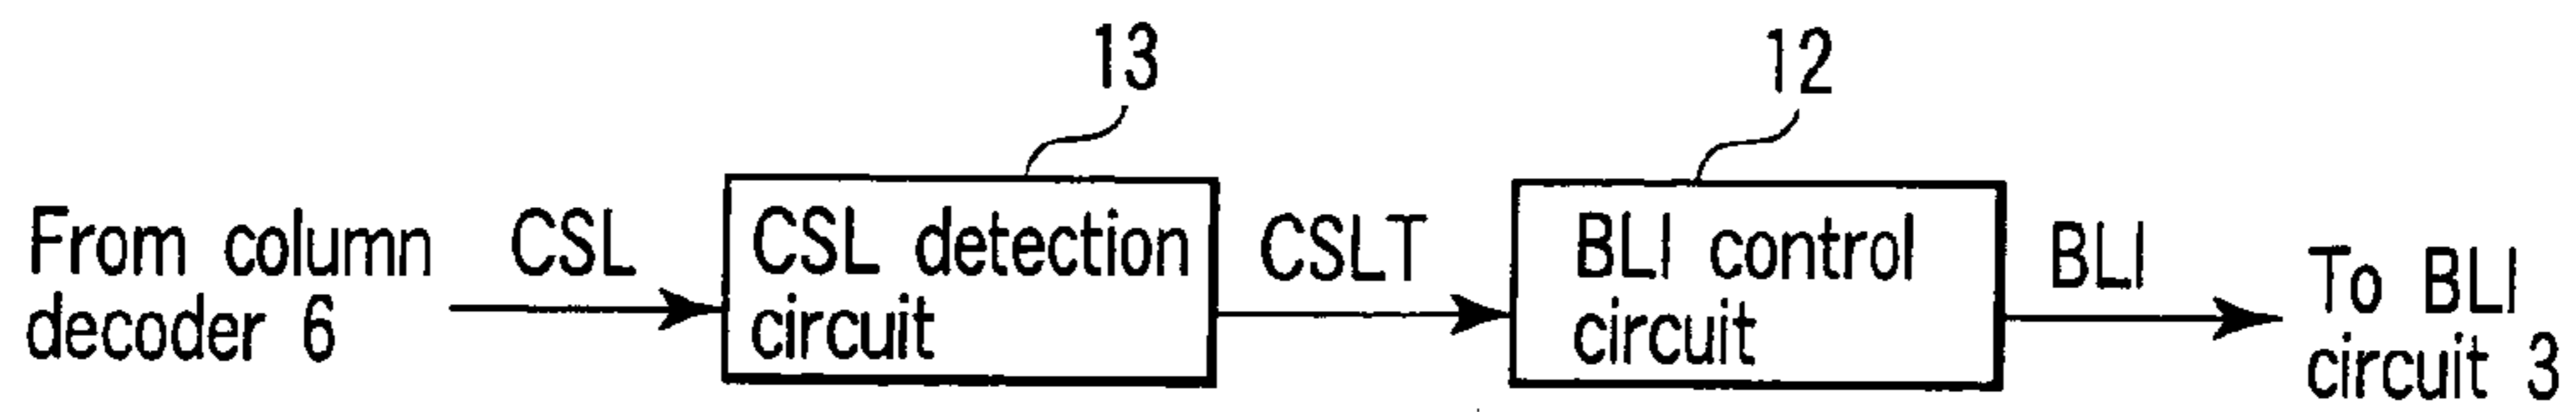 13
12
From column
decoder 6
CSL
CSL detection
circuit
CSLT
BLI control
circuit
BLI
To BLI
circuit 3